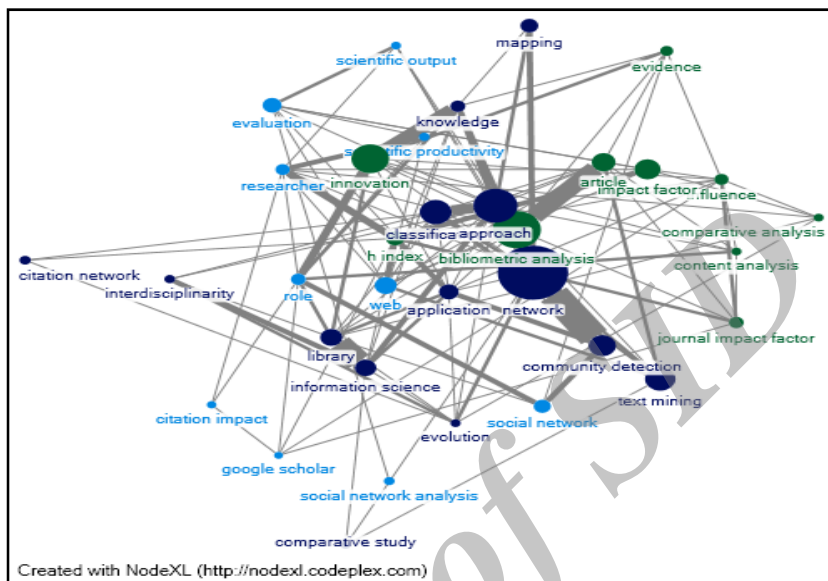 mapping
scientific output
evidence
evaluation
knowledge
scientific productivity
researcher
innovation
article
impact factor
comparative analysis
approach
h index
bibliometric analysis
content analysis
citation network
interdisciplinarity
role
web
application
network
journal impact factor
library
information science
community detection
text mining
citation impact
social network
evolution
google scholar
social network analysis
comparative study
Created with NodeXL (http://nodexl.codeplex.com)
of SID